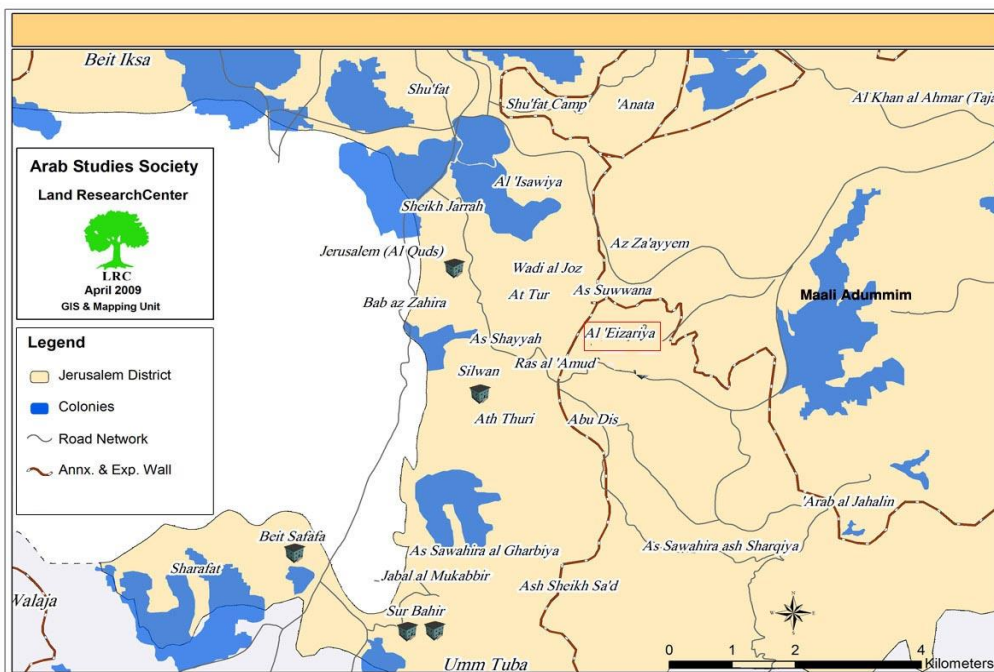 Beit Iksa
Shu'fat
Shu'fat Camp
'Anata
Al Khan al Ahmar (Taja
Arab Studies Society
Land ResearchCenter
LRC
April 2009
GIS & Mapping Unit
Al 'Isawiya
Sheikh Jarrah
Az Za'ayyem
Jerusalem (Al Quds)
Wadi al Joz
Bab az Zahira
At Tur
As Suwwana
Maali Adummim
Legend
Jerusalem District
Colonies
Road Network
Annx. & Exp. Wall
As Shayyah
Al 'Eizariya
Silwan
Ras al 'Amud
Ath Thuri
Abu Dis
'Arab al Jahalin
Beit Safafa
As Sawahira al Gharbiya
As Sawahira ash Sharqiya
Sharafat
Jabal al Mukabbir
Ash Sheikh Sa'd
Walaja
Sur Bahir
Umm Tuba
0 1 2 4
Kilometers